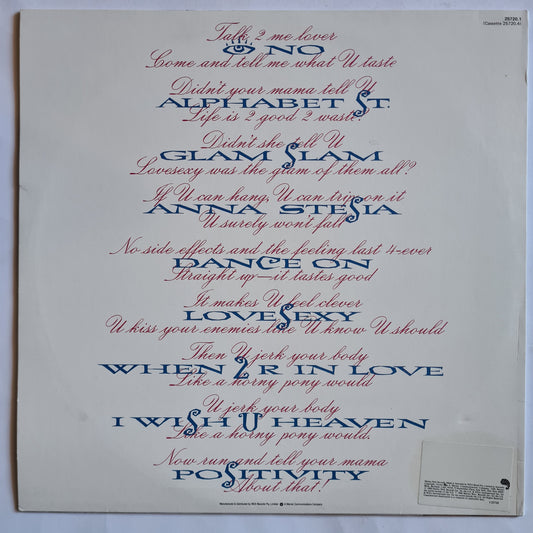 25720.1
(Cassette 25720.4)
Talk 2 me lover
NO
Come and tell me what U taste
Didn't your mama tell U
ALPHABET ST.
Life is 2 good 2 waste.
Didn't she tell U
GLAM SLAM
Lovesexy was the glam of them all?
If U can hang, U can trip on it
ANNA STESIA
U surely won't fall
No side effects and the feeling last 4-ever
DANCE ON
Straight up—it tastes good
It makes U feel clever
LOVESEXY
U kiss your enemies like U know U should
Then U jerk your body
WHEN 2 R IN LOVE
Like a horny pony would
U jerk your body
I WISH U HEAVEN
Like a horny pony would.
Now run and tell your mama
POSITIVITY
About that!